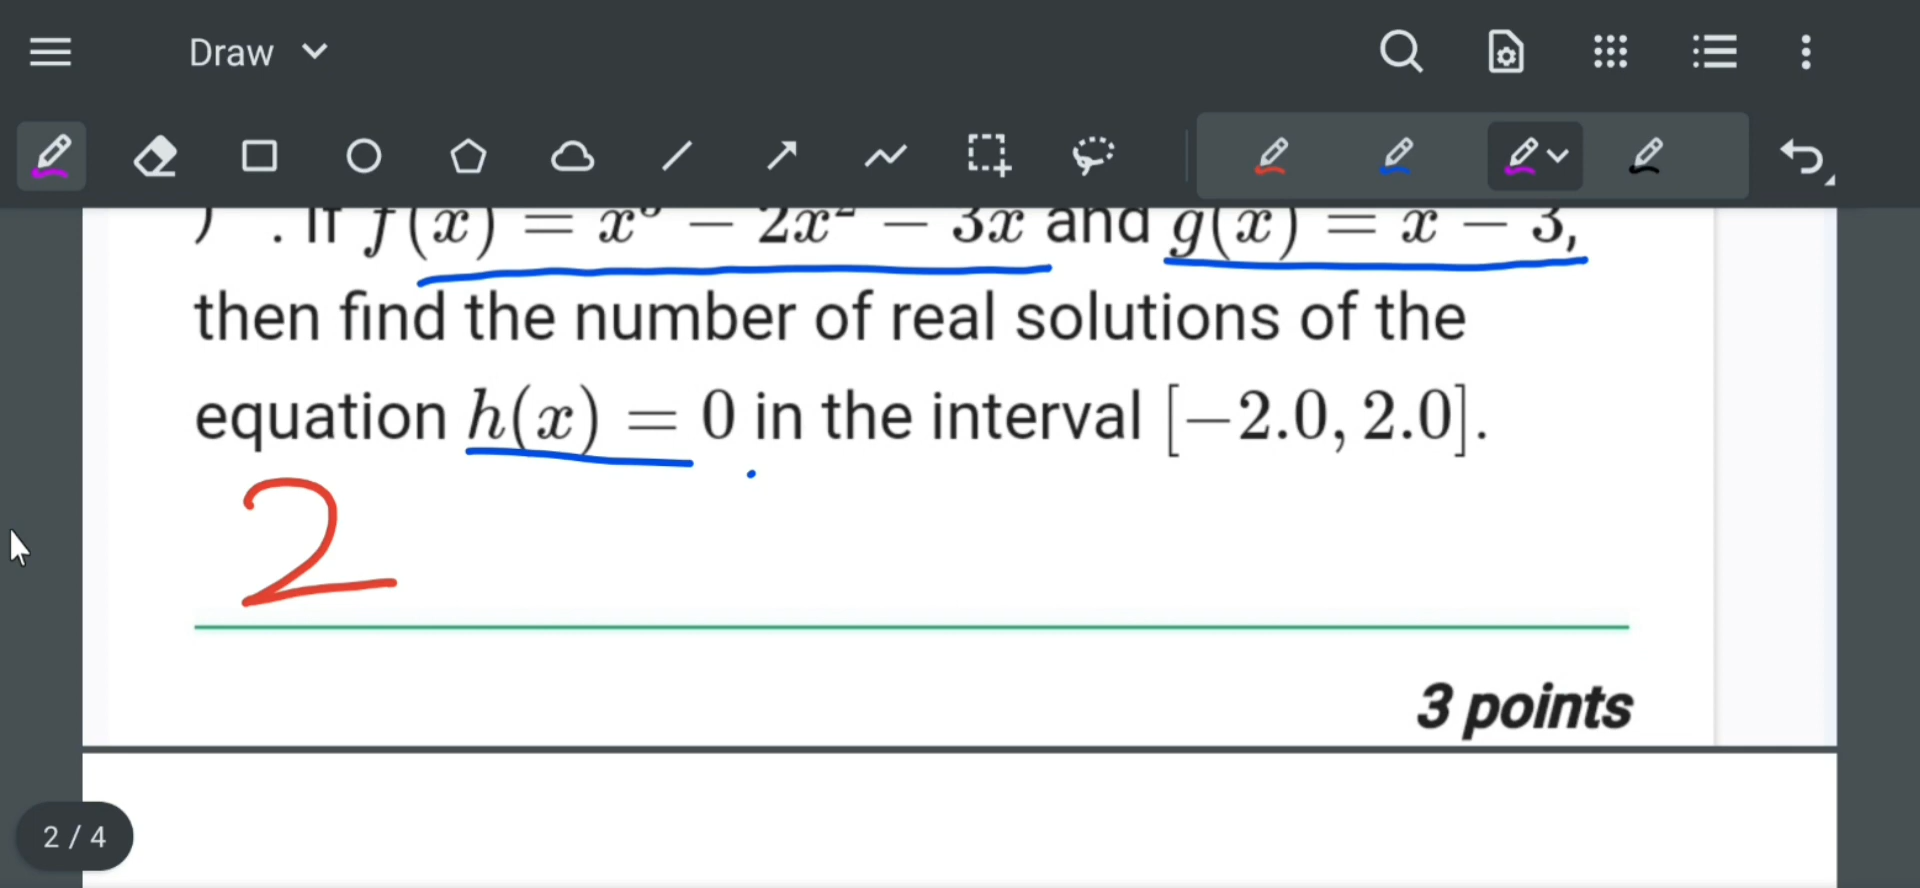 Draw
) . If f(x) = x³ − 2x² − 3x and g(x) = x − 3,
then find the number of real solutions of the
equation h(x) = 0 in the interval [−2.0, 2.0].
2
3 points
2 / 4